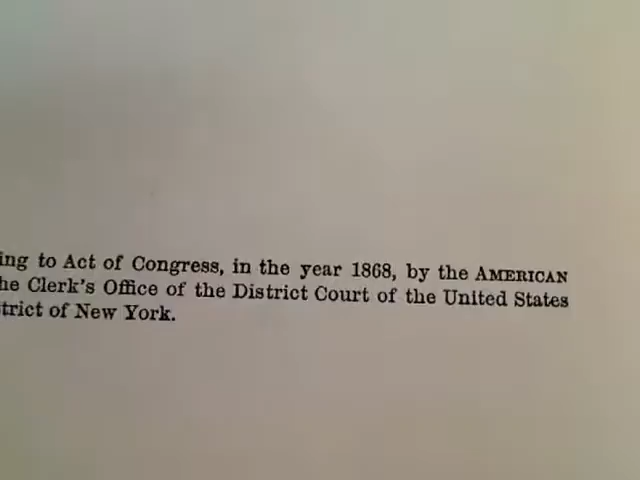 ing to Act of Congress, in the year 1868, by the AMERICAN
he Clerk's Office of the District Court of the United States
trict of New York.